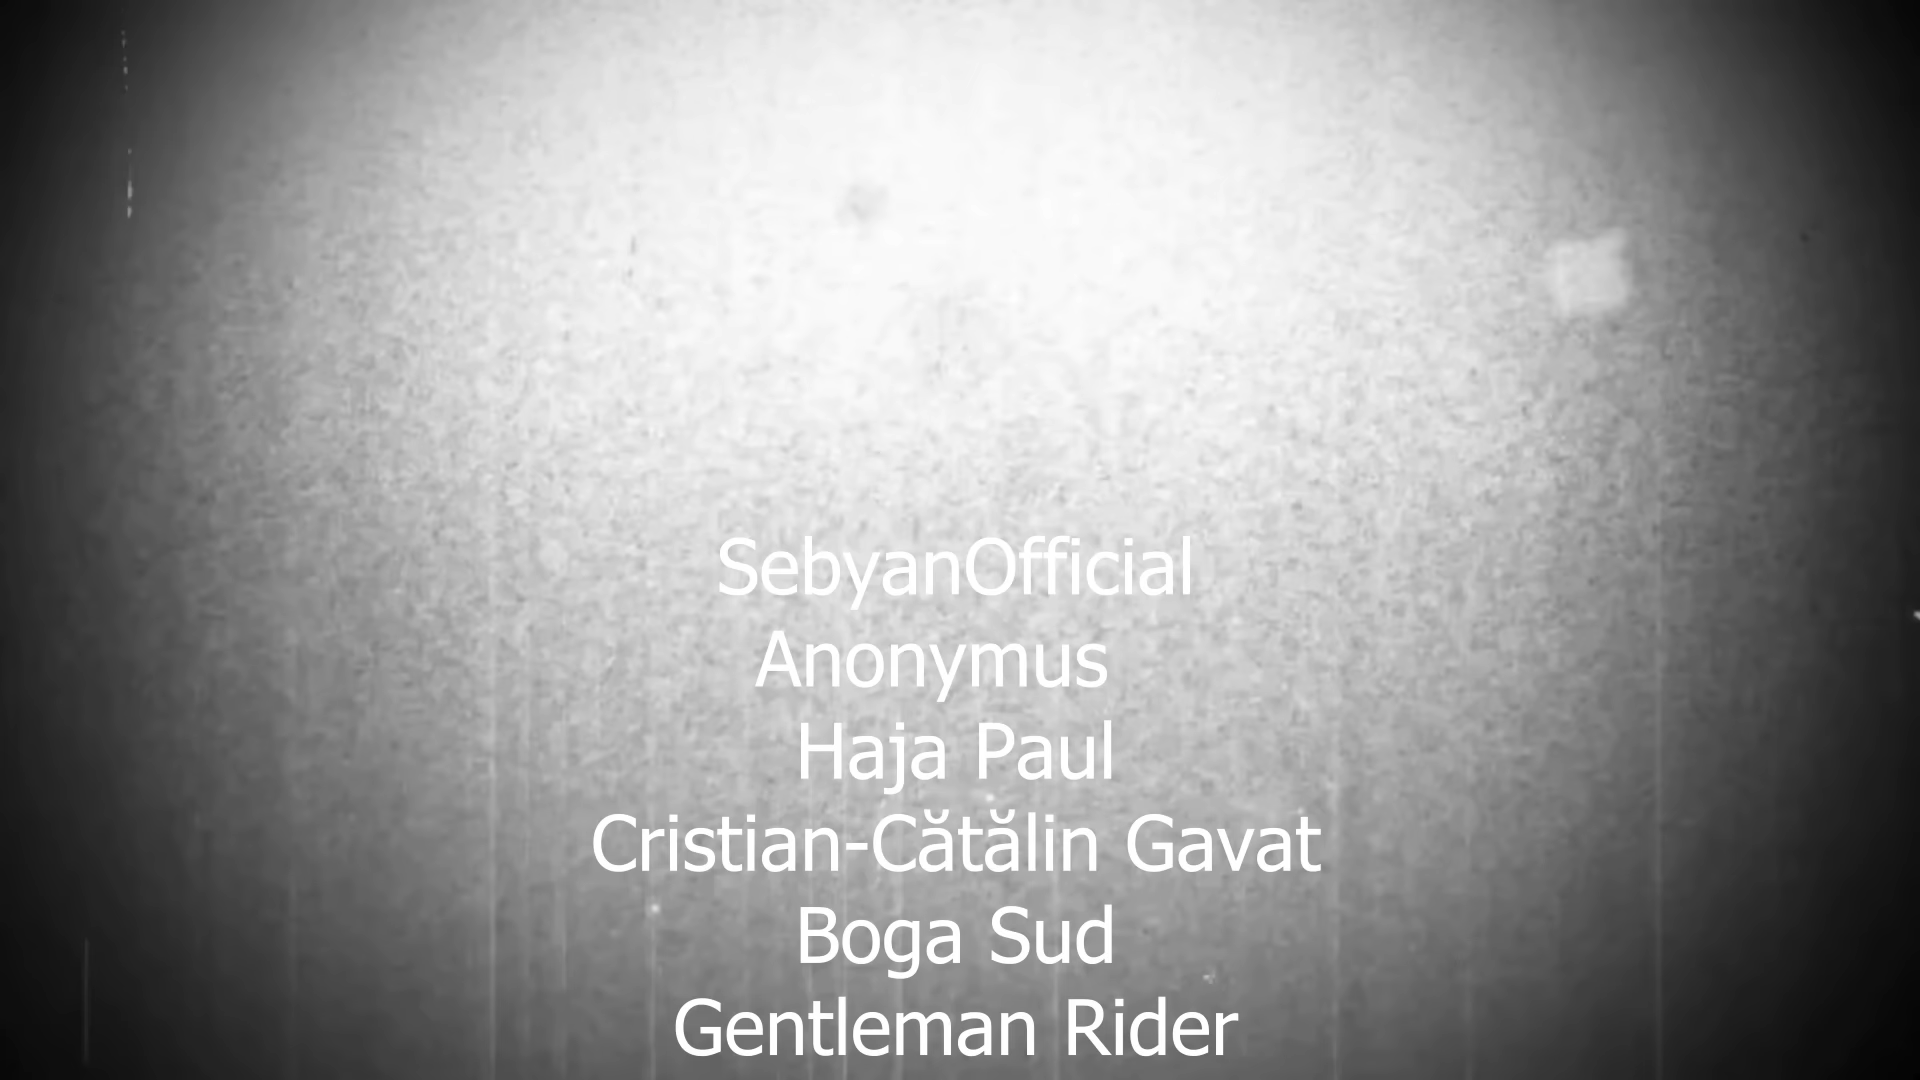 SebyanOfficial
Anonymus
Haja Paul
Cristian-Cătălin Gavat
Boga Sud
Gentleman Rider